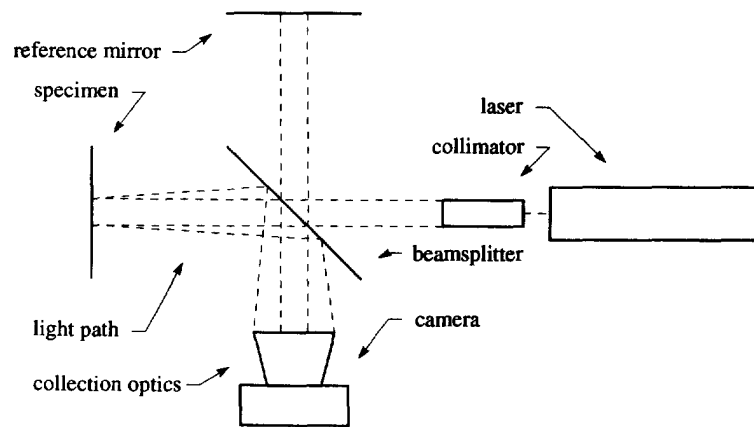 reference mirror
specimen
laser
collimator
beamsplitter
light path
camera
collection optics